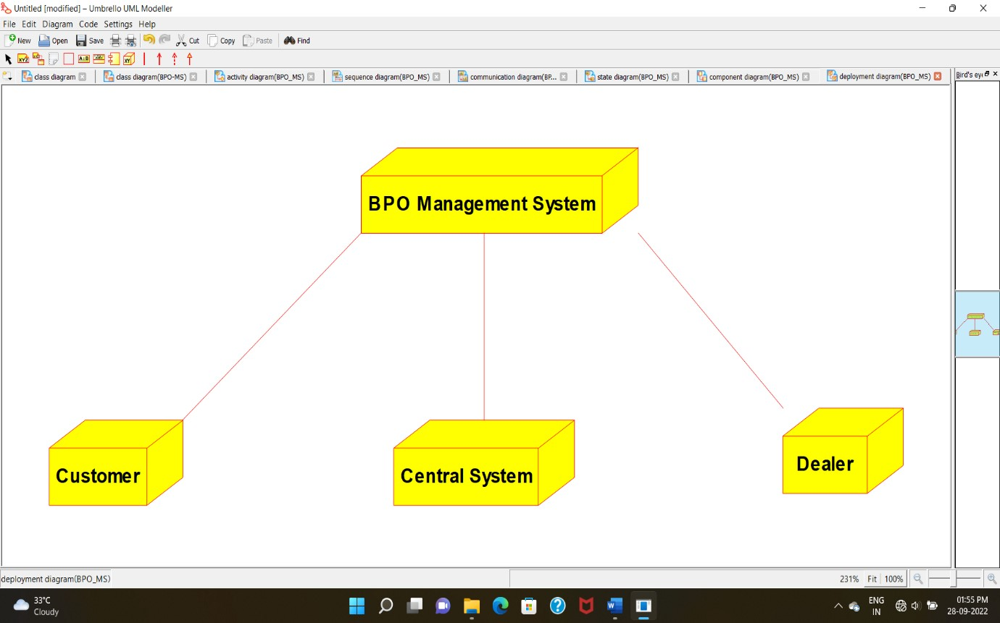 Untitled [modified] – Umbrello UML Modeller
File Edit Diagram Code Settings Help
New Open Save Cut Copy Paste Find
class diagram class diagram(BPO-MS) activity diagram(BPO_MS) sequence diagram(BPO_MS) communication diagram(BP... state diagram(BPO_MS) component diagram(BPO_MS) deployment diagram(BPO_MS) Bird's eye
BPO Management System
Customer
Central System
Dealer
deployment diagram(BPO_MS)
231% Fit 100%
33°C
Cloudy
ENG
IN
01:55 PM
28-09-2022